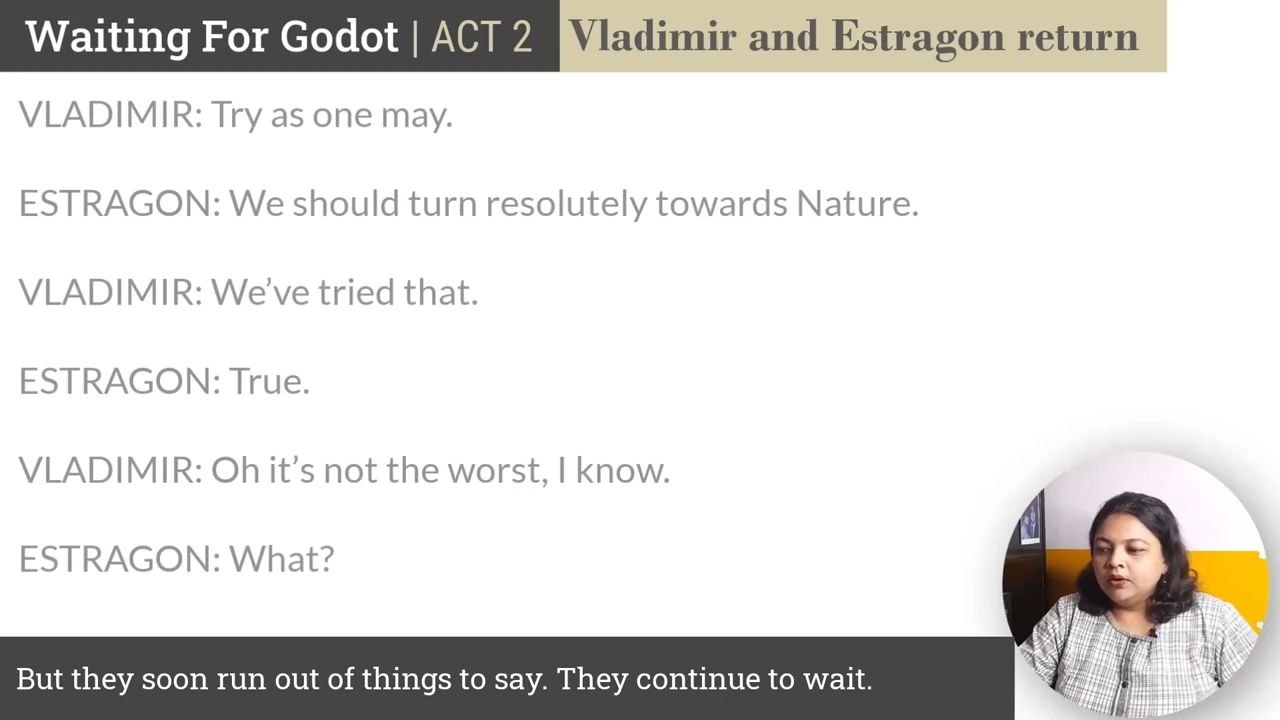 Waiting For Godot | ACT 2 Vladimir and Estragon return
VLADIMIR: Try as one may.
ESTRAGON: We should turn resolutely towards Nature.
VLADIMIR: We’ve tried that.
ESTRAGON: True.
VLADIMIR: Oh it’s not the worst, I know.
ESTRAGON: What?
But they soon run out of things to say. They continue to wait.